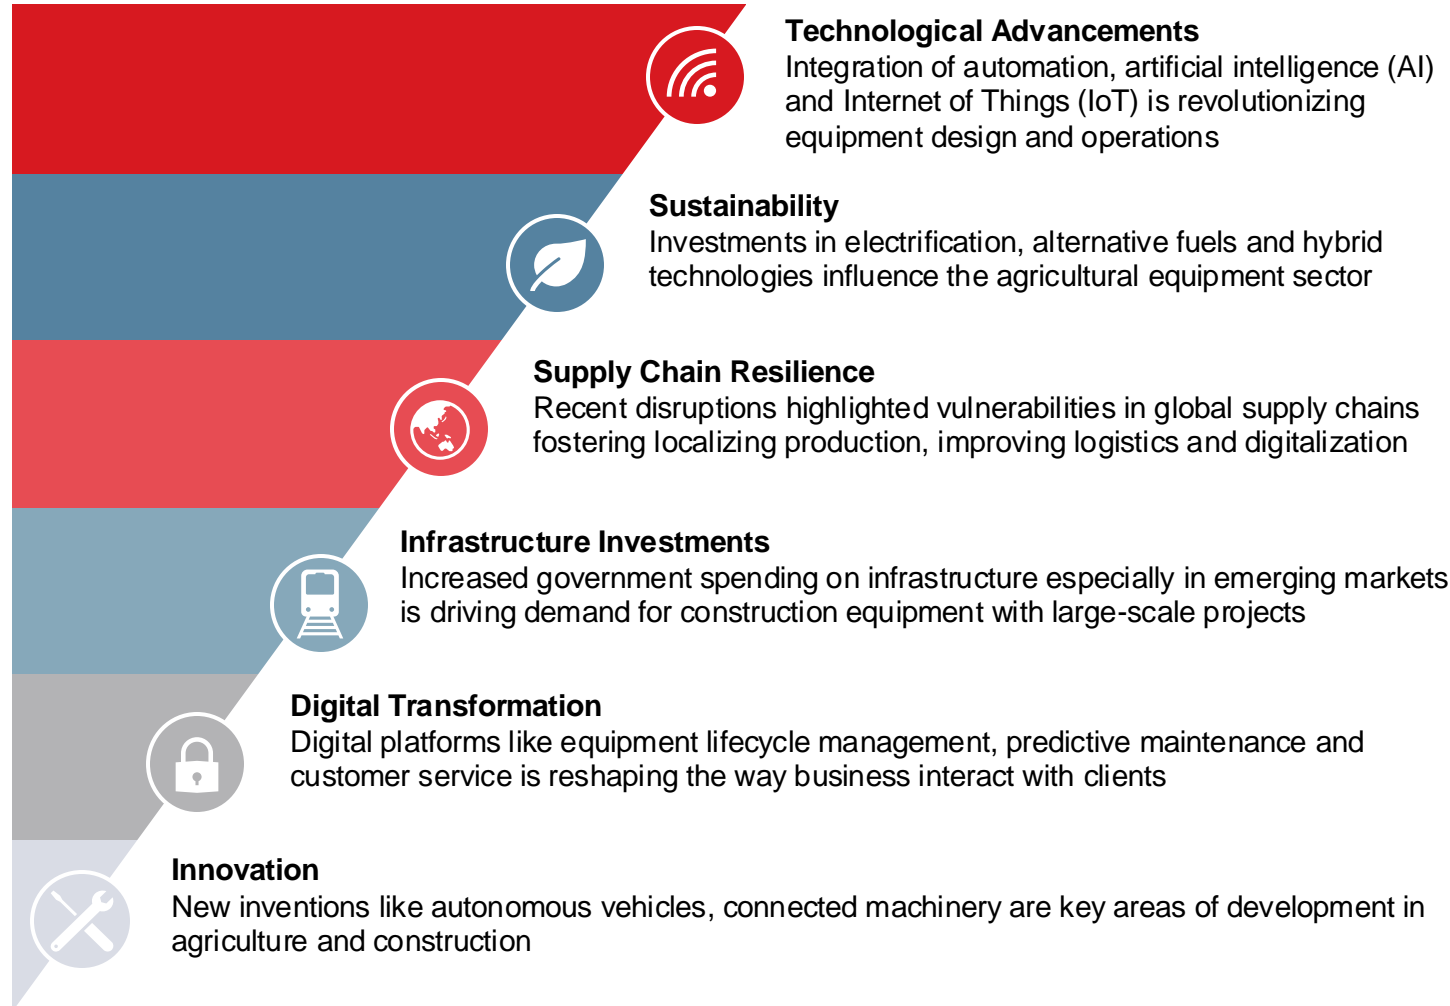 Technological Advancements
Integration of automation, artificial intelligence (AI)
and Internet of Things (IoT) is revolutionizing
equipment design and operations
Sustainability
Investments in electrification, alternative fuels and hybrid
technologies influence the agricultural equipment sector
Supply Chain Resilience
Recent disruptions highlighted vulnerabilities in global supply chains
fostering localizing production, improving logistics and digitalization
Infrastructure Investments
Increased government spending on infrastructure especially in emerging markets
is driving demand for construction equipment with large-scale projects
Digital Transformation
Digital platforms like equipment lifecycle management, predictive maintenance and
customer service is reshaping the way business interact with clients
Innovation
New inventions like autonomous vehicles, connected machinery are key areas of development in
agriculture and construction